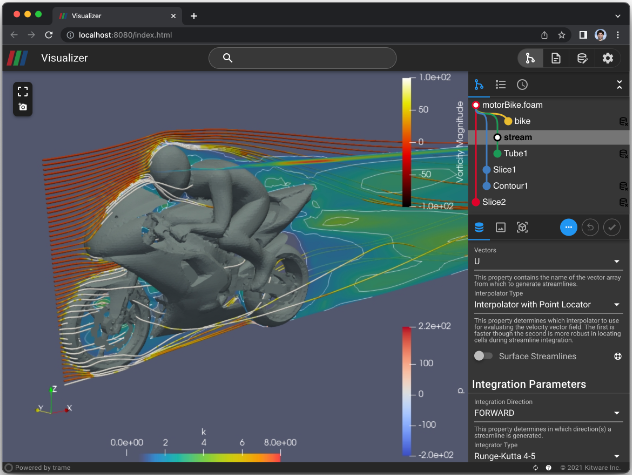 Visualizer
localhost:8080/index.html
Visualizer
motorBike.foam
bike
stream
Tube1
Slice1
Contour1
Slice2
1.0e+02
50
0
-50
-1.0e+02
Vorticity Magnitude
Vectors
U
This property contains the name of the vector array
from which to generate streamlines.
Interpolator Type
Interpolator with Point Locator
This property determines which interpolator to use
for evaluating the velocity vector field. The first is
faster though the second is more robust in locating
cells during streamline integration.
Surface Streamlines
Integration Parameters
Integration Direction
FORWARD
This property determines in which direction(s) a
streamline is generated.
Integrator Type
Runge-Kutta 4-5
2.2e+02
100
0
-100
-2.0e+02
p
k
0.0e+00
2
4
6
8.0e+00
Z
Y
X
Powered by trame
© 2021 Kitware Inc.